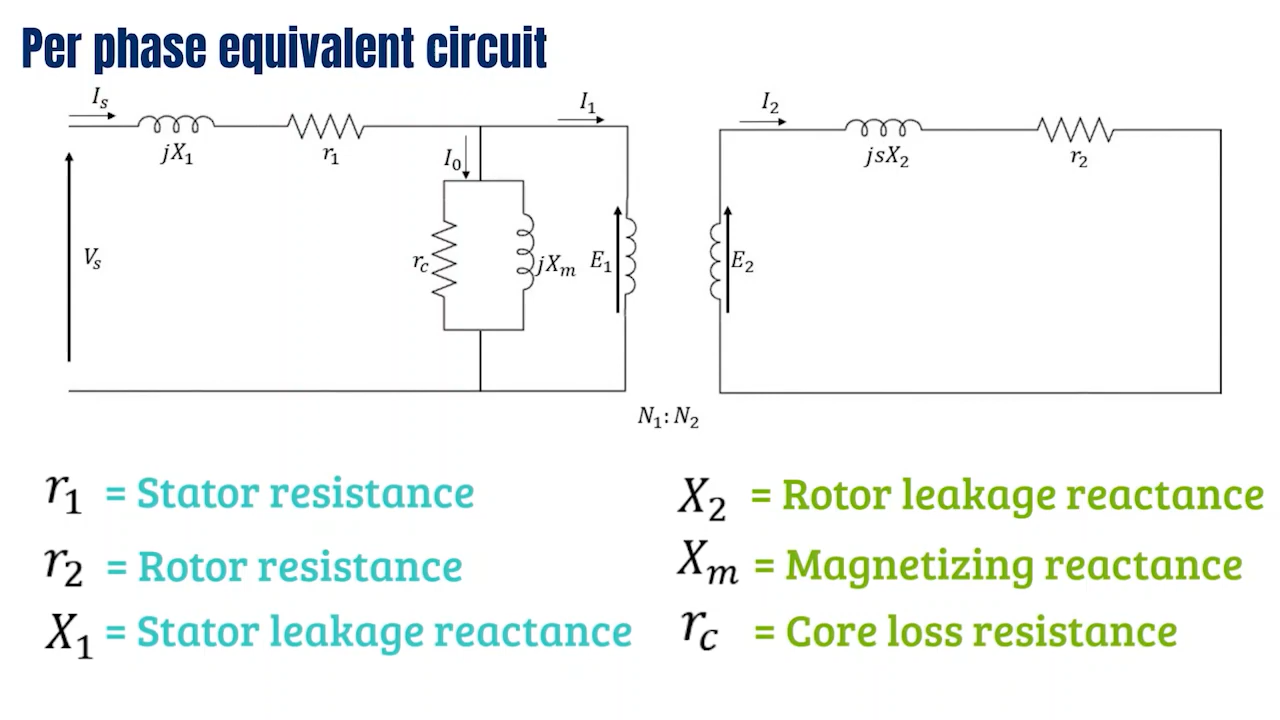 Per phase equivalent circuit
I₁
Iₛ
I₂
jX₁
r₁
I₀
jsX₂
r₂
Vₛ
r_c
jXₘ
E₁
E₂
N₁:N₂
r₁ = Stator resistance
X₂ = Rotor leakage reactance
r₂ = Rotor resistance
Xₘ = Magnetizing reactance
X₁ = Stator leakage reactance
r_c = Core loss resistance